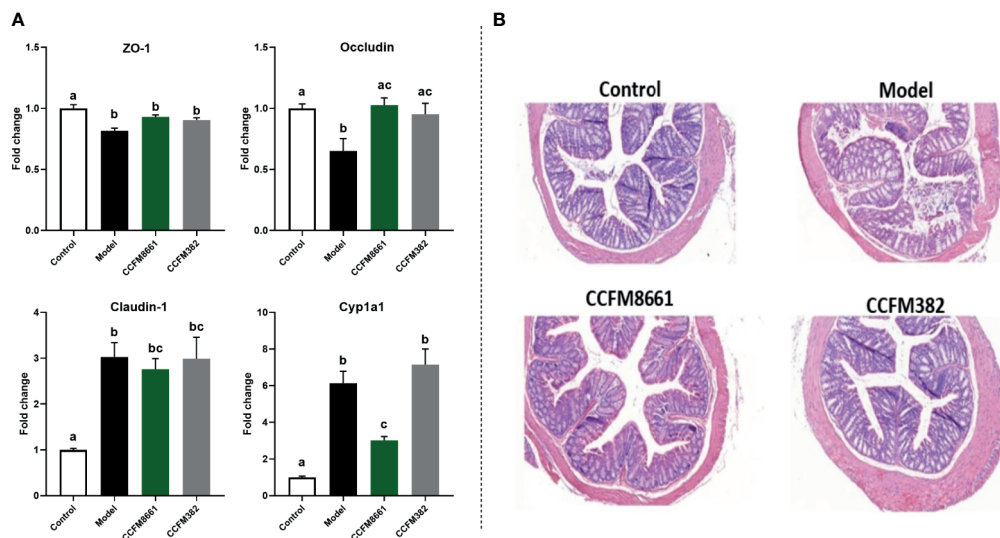 A
ZO-1
Fold change
1.5
1.0
0.5
0.0
a
b
b
b
Control
Model
CCFM8661
CCFM382
Occludin
Fold change
1.5
1.0
0.5
0.0
a
b
ac
ac
Control
Model
CCFM8661
CCFM382
Claudin-1
Fold change
4
3
2
1
0
a
b
bc
bc
Control
Model
CCFM8661
CCFM382
Cyp1a1
Fold change
10
8
6
4
2
0
a
b
c
b
Control
Model
CCFM8661
CCFM382
B
Control
Model
CCFM8661
CCFM382